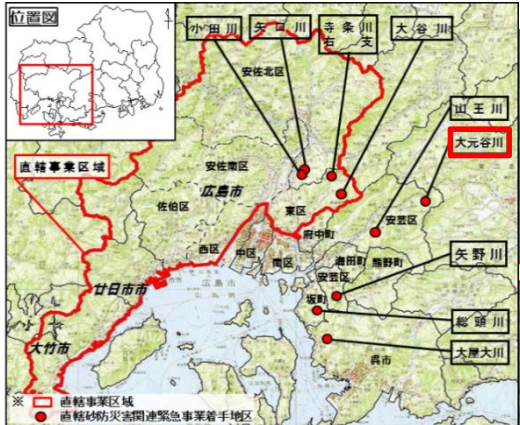 位置図
小田川
矢口川
寺条川
右支
大谷川
安佐北区
山王川
大元谷川
直轄事業区域
安佐南区
広島市
佐伯区
東区
安芸区
府中町
西区
中区
南区
海田町
熊野町
安芸区
矢野川
廿日市市
広島湾
坂町
総頭川
大竹市
呉市
大屋大川
※
直轄事業区域
直轄砂防災害関連緊急事業着手地区